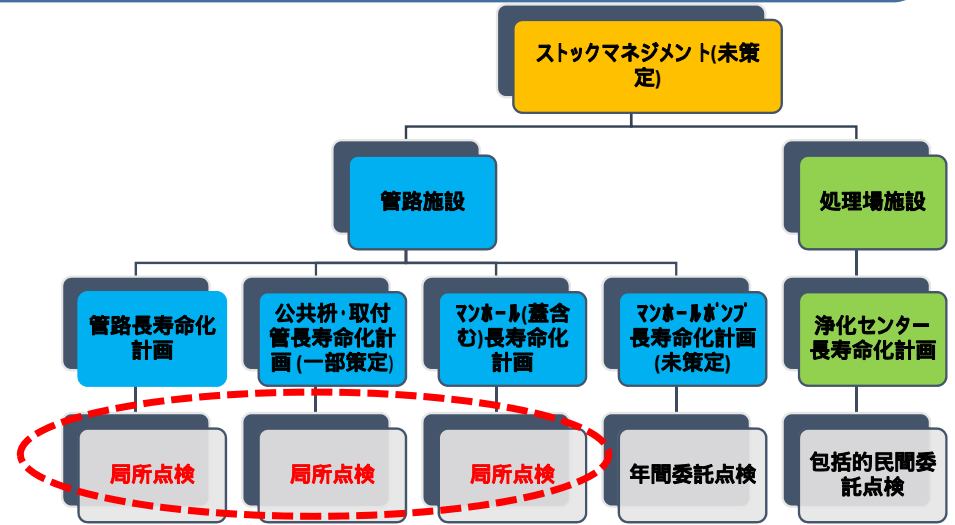 ストックマネジメント(未策
定)
管路施設
処理場施設
管路長寿命化
計画
公共枡･取付
管長寿命化計
画(一部策定)
ﾏﾝﾎｰﾙ(蓋含
む)長寿命化
計画
ﾏﾝﾎｰﾙﾎﾟﾝﾌﾟ
長寿命化計画
(未策定)
浄化センター
長寿命化計画
局所点検
局所点検
局所点検
年間委託点検
包括的民間委
託点検